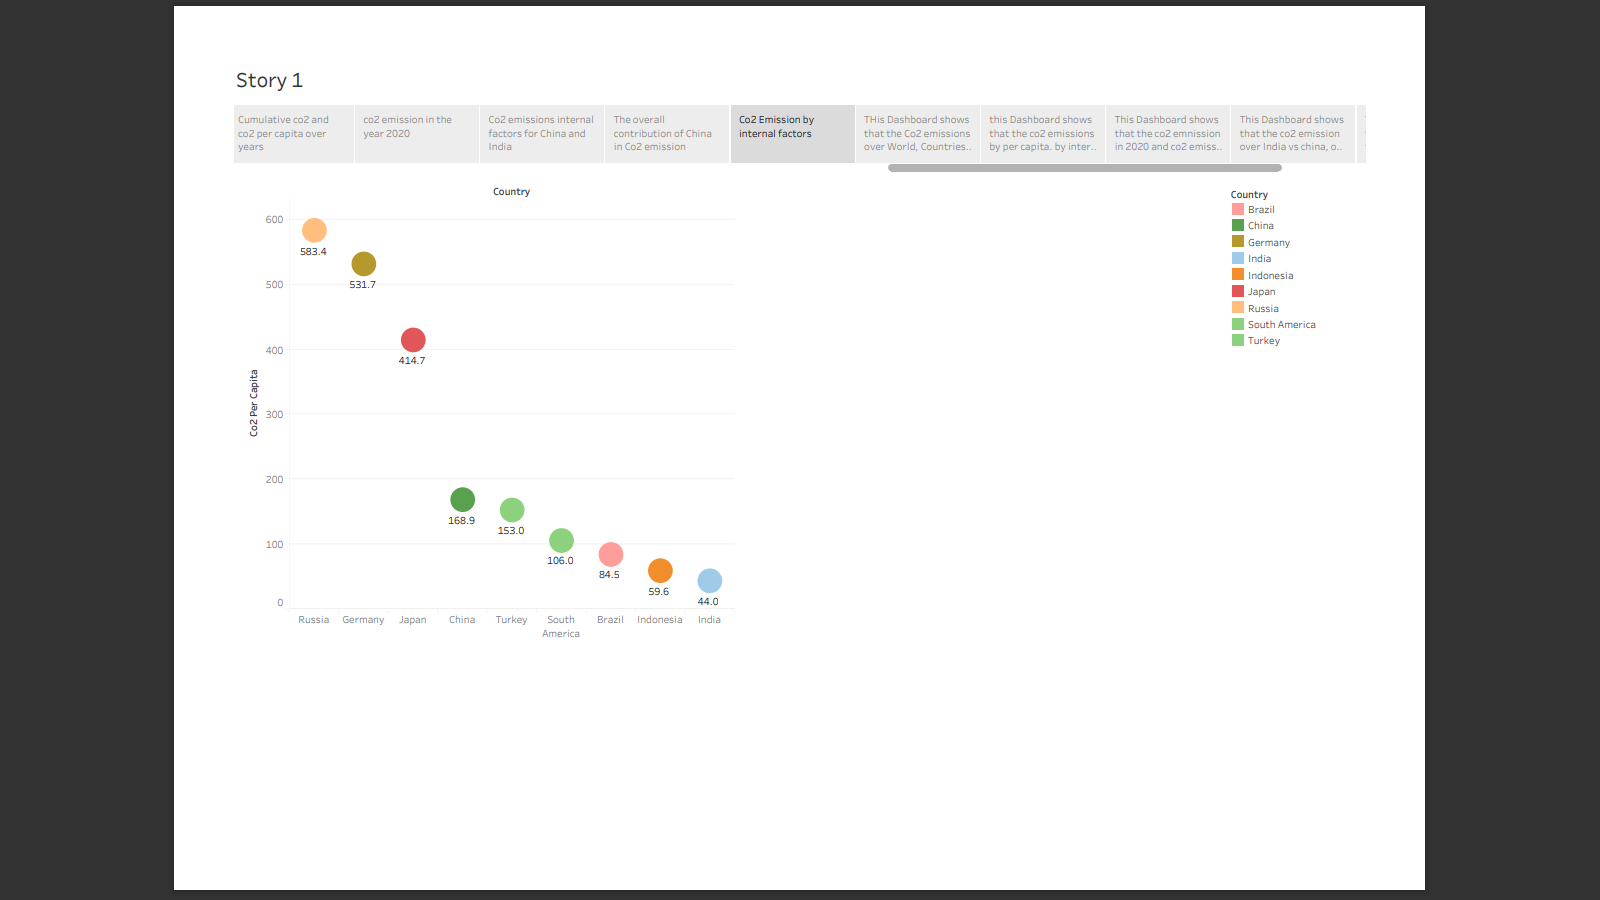 Story 1
Cumulative co2 and
co2 per capita over
years
co2 emission in the
year 2020
Co2 emissions internal
factors for China and
India
The overall
contribution of China
in Co2 emission
Co2 Emission by
internal factors
THis Dashboard shows
that the Co2 emissions
over World, Countries..
this Dashboard shows
that the co2 emissions
by per capita. by inter..
This Dashboard shows
that the co2 emnission
in 2020 and co2 emiss..
This Dashboard shows
that the co2 emission
over India vs china, o..
Country
Co2 Per Capita
600
500
400
300
200
100
0
583.4
531.7
414.7
168.9
153.0
106.0
84.5
59.6
44.0
Russia
Germany
Japan
China
Turkey
South
America
Brazil
Indonesia
India
Country
Brazil
China
Germany
India
Indonesia
Japan
Russia
South America
Turkey